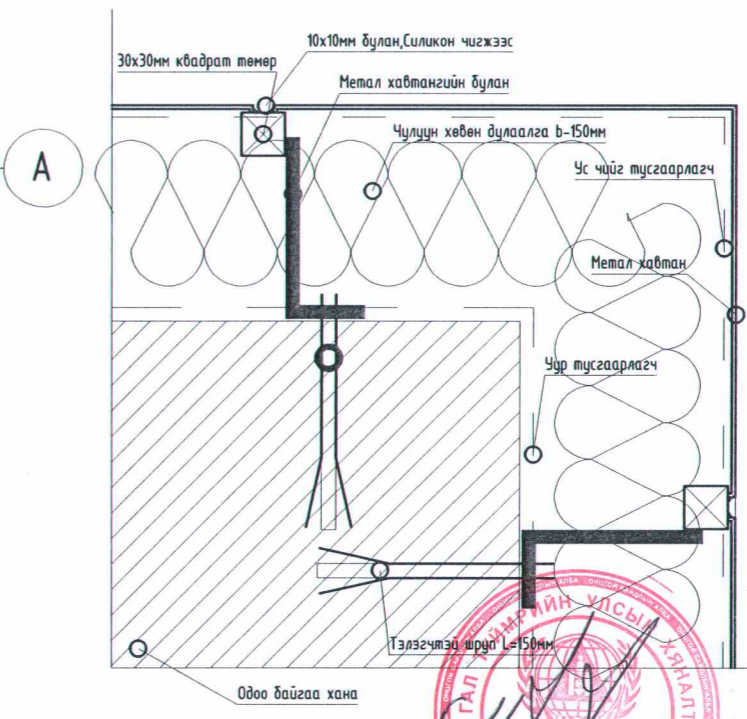 10x10мм булан,Силикон чигжээс
30x30мм квадрат төмөр
Метал хавтангийн булан
Чулуун хөвөн дулаалга b-150мм
А
Ус чийг тусгаарлагч
Метал хавтан
Уур тусгаарлагч
Тэлэгчтэй шруп L=150мм
Одоо байгаа хана
ГАЛ ТҮЙМРИЙН УЛСЫН ХЯНАЛТ